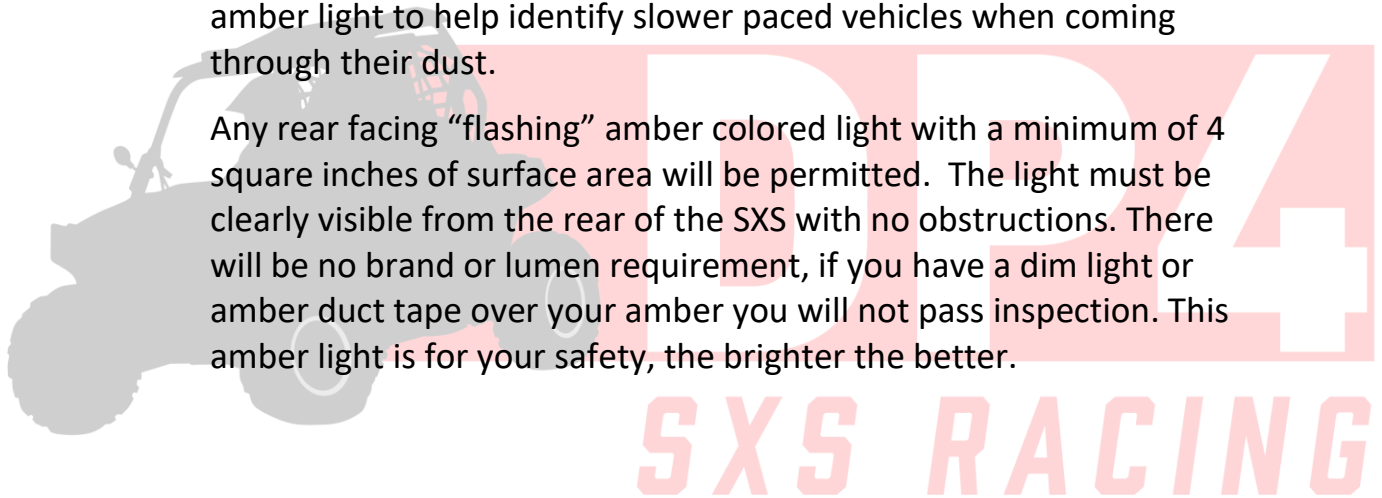 amber light to help identify slower paced vehicles when coming
through their dust.
Any rear facing “flashing” amber colored light with a minimum of 4
square inches of surface area will be permitted.  The light must be
clearly visible from the rear of the SXS with no obstructions. There
will be no brand or lumen requirement, if you have a dim light or
amber duct tape over your amber you will not pass inspection. This
amber light is for your safety, the brighter the better.
DP4
SXS RACING